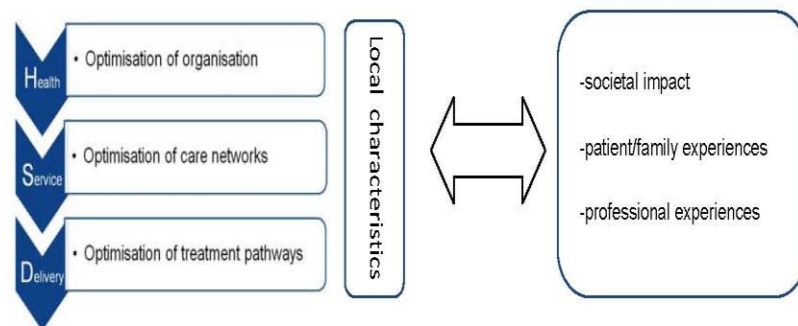 Health
• Optimisation of organisation
Service
• Optimisation of care networks
Delivery
• Optimisation of treatment pathways
Local characteristics
-societal impact
-patient/family experiences
-professional experiences